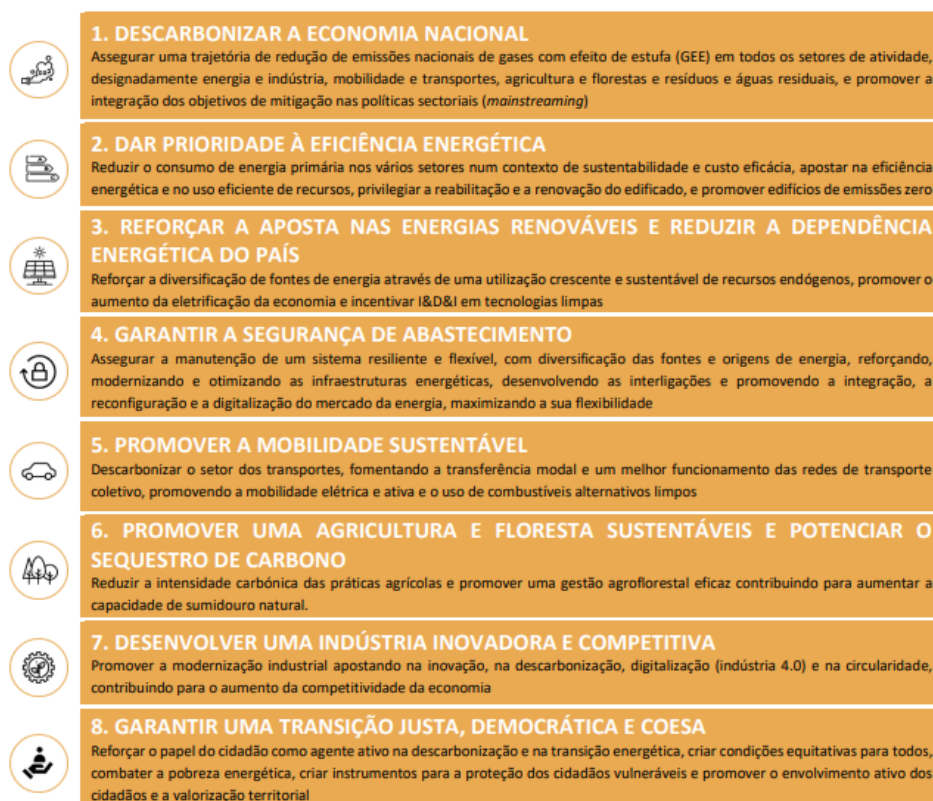 1. DESCARBONIZAR A ECONOMIA NACIONAL
Assegurar uma trajetória de redução de emissões nacionais de gases com efeito de estufa (GEE) em todos os setores de atividade,
designadamente energia e indústria, mobilidade e transportes, agricultura e florestas e resíduos e águas residuais, e promover a
integração dos objetivos de mitigação nas políticas sectoriais (mainstreaming)
2. DAR PRIORIDADE À EFICIÊNCIA ENERGÉTICA
Reduzir o consumo de energia primária nos vários setores num contexto de sustentabilidade e custo eficácia, apostar na eficiência
energética e no uso eficiente de recursos, privilegiar a reabilitação e a renovação do edificado, e promover edifícios de emissões zero
3. REFORÇAR A APOSTA NAS ENERGIAS RENOVÁVEIS E REDUZIR A DEPENDÊNCIA
ENERGÉTICA DO PAÍS
Reforçar a diversificação de fontes de energia através de uma utilização crescente e sustentável de recursos endógenos, promover o
aumento da eletrificação da economia e incentivar I&D&I em tecnologias limpas
4. GARANTIR A SEGURANÇA DE ABASTECIMENTO
Assegurar a manutenção de um sistema resiliente e flexível, com diversificação das fontes e origens de energia, reforçando,
modernizando e otimizando as infraestruturas energéticas, desenvolvendo as interligações e promovendo a integração, a
reconfiguração e a digitalização do mercado da energia, maximizando a sua flexibilidade
5. PROMOVER A MOBILIDADE SUSTENTÁVEL
Descarbonizar o setor dos transportes, fomentando a transferência modal e um melhor funcionamento das redes de transporte
coletivo, promovendo a mobilidade elétrica e ativa e o uso de combustíveis alternativos limpos
6. PROMOVER UMA AGRICULTURA E FLORESTA SUSTENTÁVEIS E POTENCIAR O
SEQUESTRO DE CARBONO
Reduzir a intensidade carbónica das práticas agrícolas e promover uma gestão agroflorestal eficaz contribuindo para aumentar a
capacidade de sumidouro natural.
7. DESENVOLVER UMA INDÚSTRIA INOVADORA E COMPETITIVA
Promover a modernização industrial apostando na inovação, na descarbonização, digitalização (indústria 4.0) e na circularidade,
contribuindo para o aumento da competitividade da economia
8. GARANTIR UMA TRANSIÇÃO JUSTA, DEMOCRÁTICA E COESA
Reforçar o papel do cidadão como agente ativo na descarbonização e na transição energética, criar condições equitativas para todos,
combater a pobreza energética, criar instrumentos para a proteção dos cidadãos vulneráveis e promover o envolvimento ativo dos
cidadãos e a valorização territorial